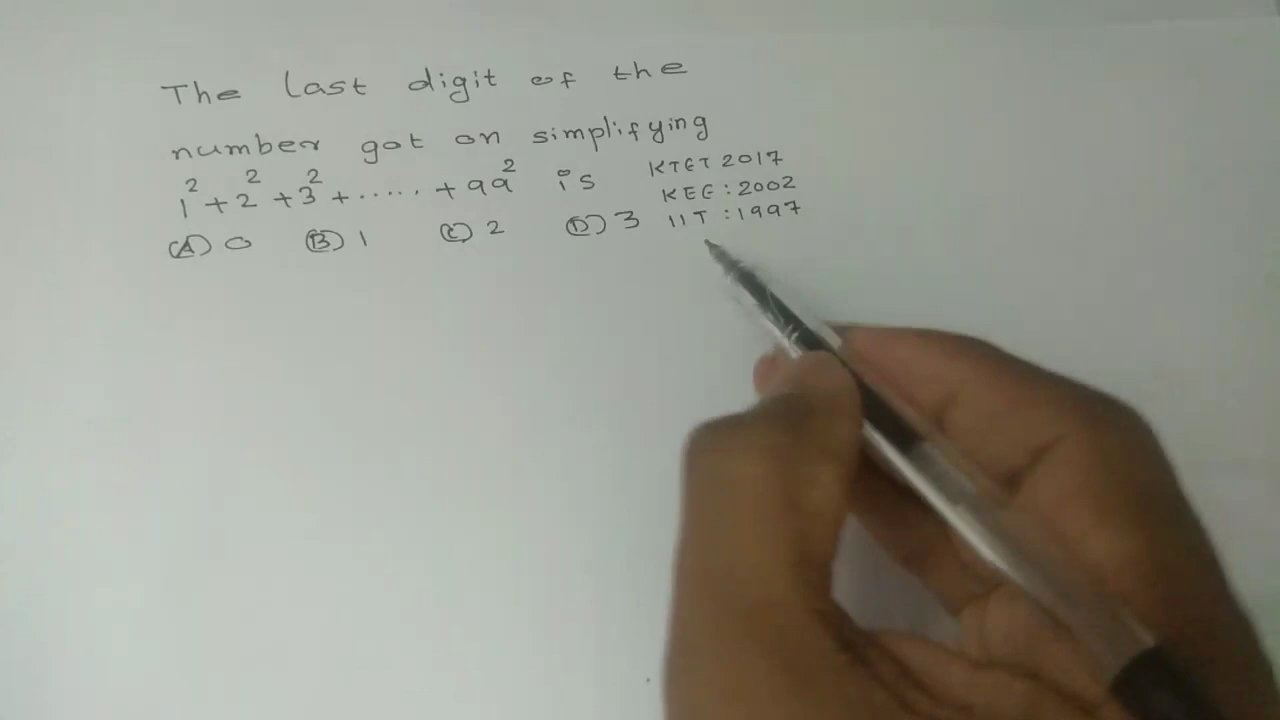 The last digit of the
number got on simplifying
1² + 2² + 3² + ..... + 99² is KTET 2017
KEE : 2002
(A) 0 (B) 1 (C) 2 (D) 3 IIT : 1997